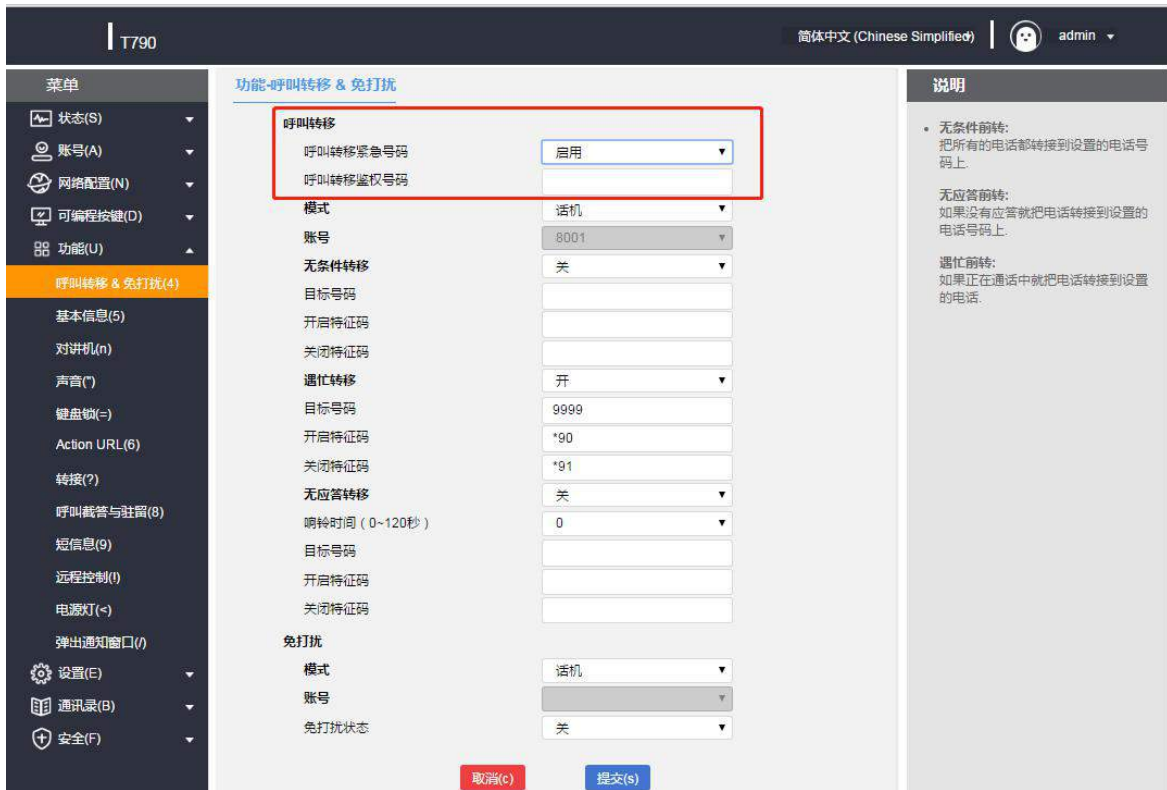 T790
简体中文 (Chinese Simplified)
admin
菜单
状态(S)
账号(A)
网络配置(N)
可编程按键(D)
功能(U)
呼叫转移 & 免打扰(4)
基本信息(5)
对讲机(n)
声音(")
键盘锁(=)
Action URL(6)
转接(?)
呼叫截答与驻留(8)
短信息(9)
远程控制(!)
电源灯(<)
弹出通知窗口(/)
设置(E)
通讯录(B)
安全(F)
功能-呼叫转移 & 免打扰
呼叫转移
呼叫转移紧急号码 启用
呼叫转移鉴权号码
模式 话机
账号 8001
无条件转移 关
目标号码
开启特征码
关闭特征码
遇忙转移 开
目标号码 9999
开启特征码 *90
关闭特征码 *91
无应答转移 关
响铃时间（0~120秒） 0
目标号码
开启特征码
关闭特征码
免打扰
模式 话机
账号
免打扰状态 关
取消(c) 提交(s)
说明
无条件前转:
把所有的电话都转接到设置的电话号
码上.
无应答前转:
如果没有应答就把电话转接到设置的
电话号码上.
遇忙前转:
如果正在通话中就把电话转接到设置
的电话.